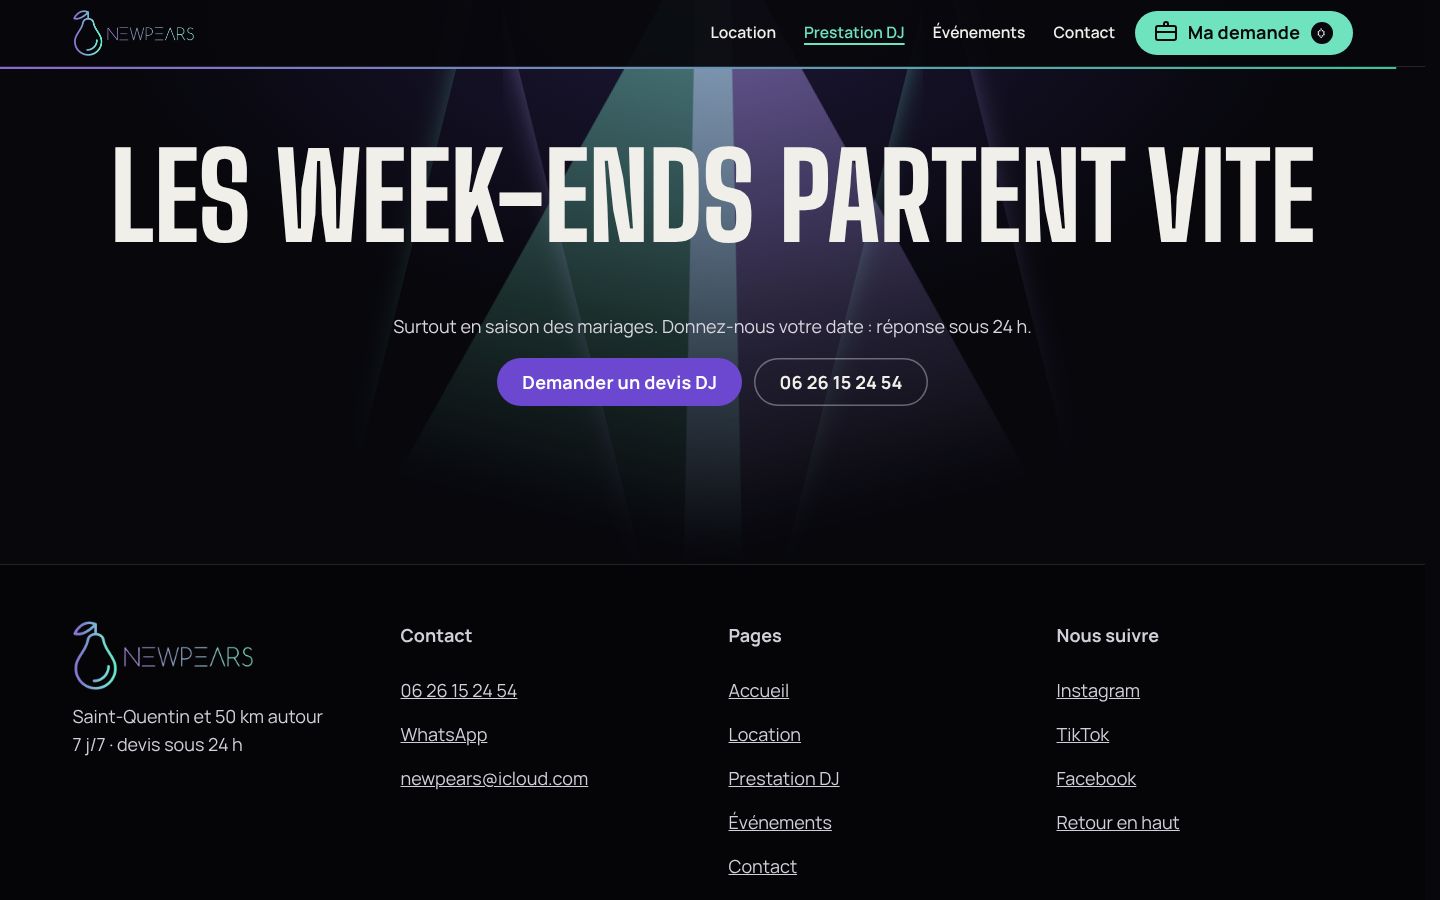 NEWPEARS
Location
Prestation DJ
Événements
Contact
Ma demande
LES WEEK-ENDS PARTENT VITE
Surtout en saison des mariages. Donnez-nous votre date : réponse sous 24 h.
Demander un devis DJ
06 26 15 24 54
NEWPEARS
Saint-Quentin et 50 km autour
7 j/7 · devis sous 24 h
Contact
06 26 15 24 54
WhatsApp
newpears@icloud.com
Pages
Accueil
Location
Prestation DJ
Événements
Contact
Nous suivre
Instagram
TikTok
Facebook
Retour en haut